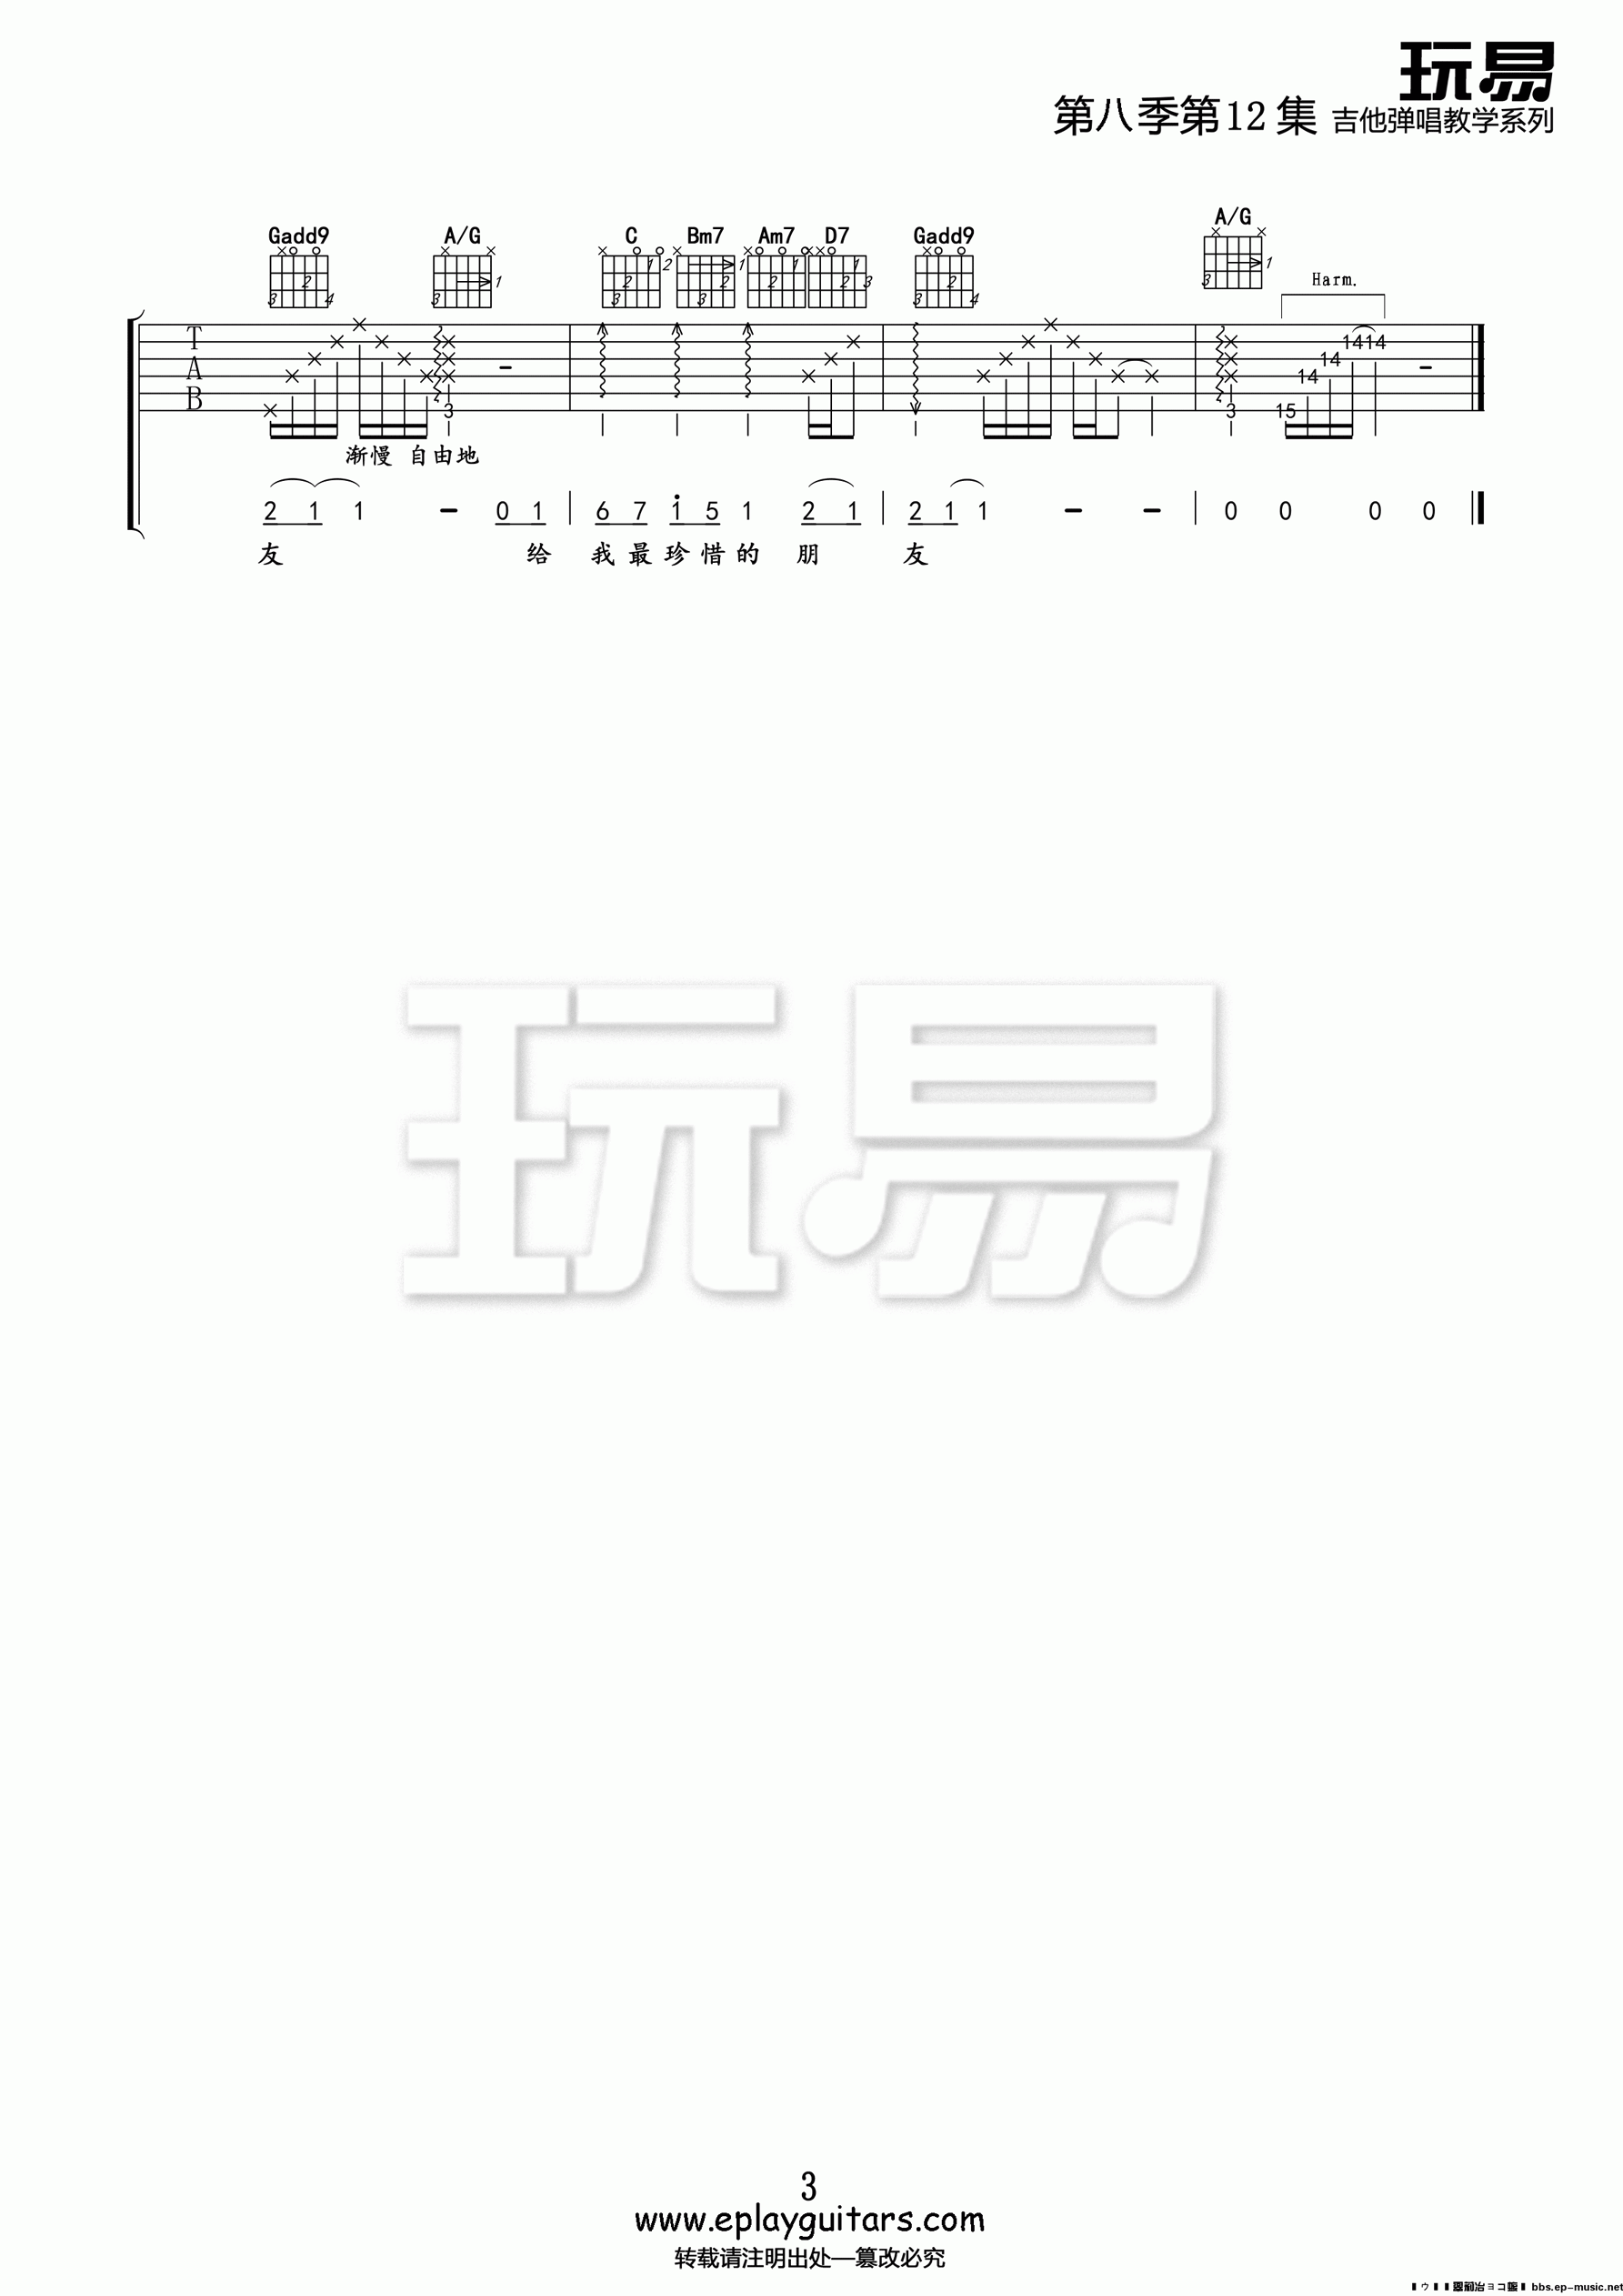 玩易
第八季第12集 吉他弹唱教学系列
Gadd9 A/G C Bm7 Am7 D7 Gadd9 A/G
Harm.
T
A
B
3 3 15 14 14 14 14
渐慢 自由地
2 1 1 - 0 1 6 7 1 5 1 2 1 2 1 1 - - 0 0 0 0
友 给 我 最 珍 惜 的 朋 友
玩易
3
www.eplayguitars.com
转载请注明出处—篡改必究
bbs.ep-music.net